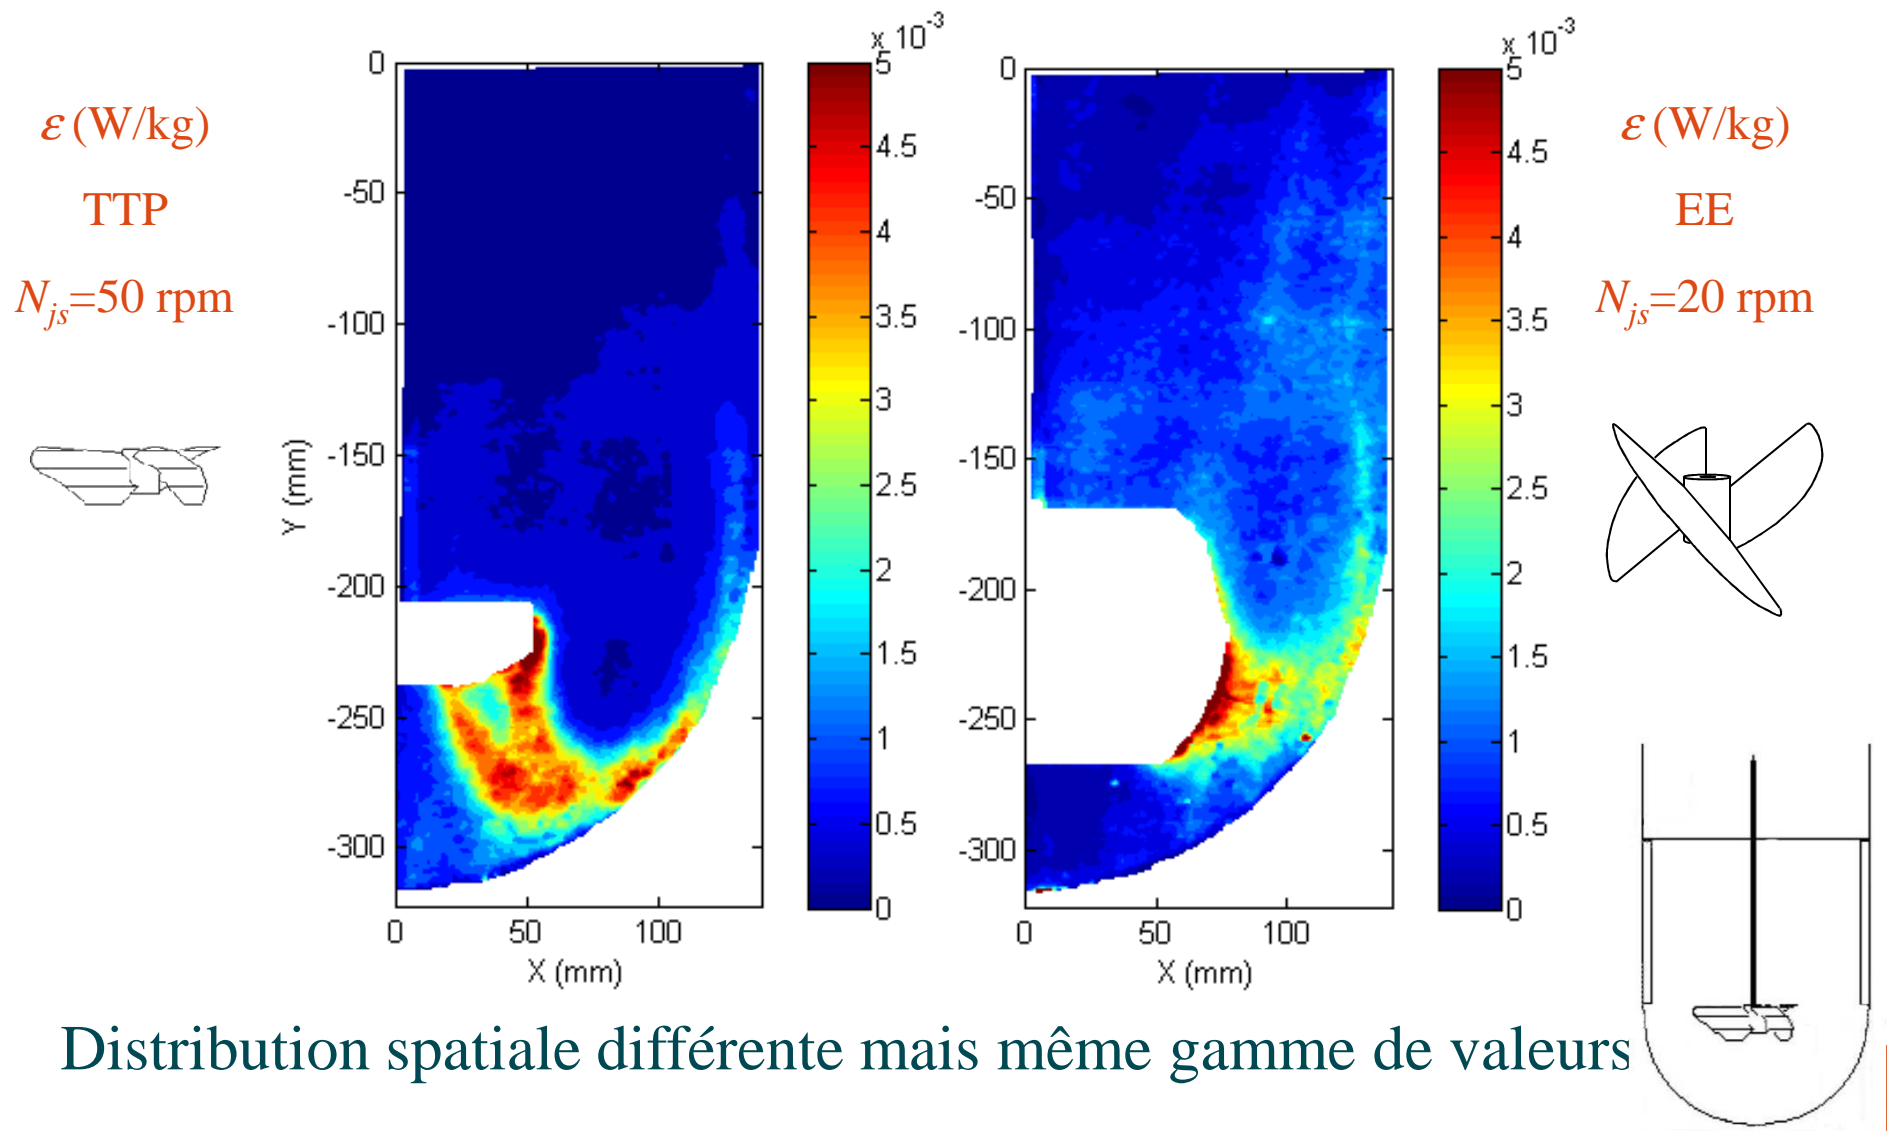 ε (W/kg)
TTP
Njs=50 rpm
x 10-3
5
4.5
4
3.5
3
2.5
2
1.5
1
0.5
0
0
-50
-100
-150
-200
-250
-300
Y (mm)
0 50 100
X (mm)
x 10-3
5
4.5
4
3.5
3
2.5
2
1.5
1
0.5
0
0
-50
-100
-150
-200
-250
-300
0 50 100
X (mm)
ε (W/kg)
EE
Njs=20 rpm
Distribution spatiale différente mais même gamme de valeurs